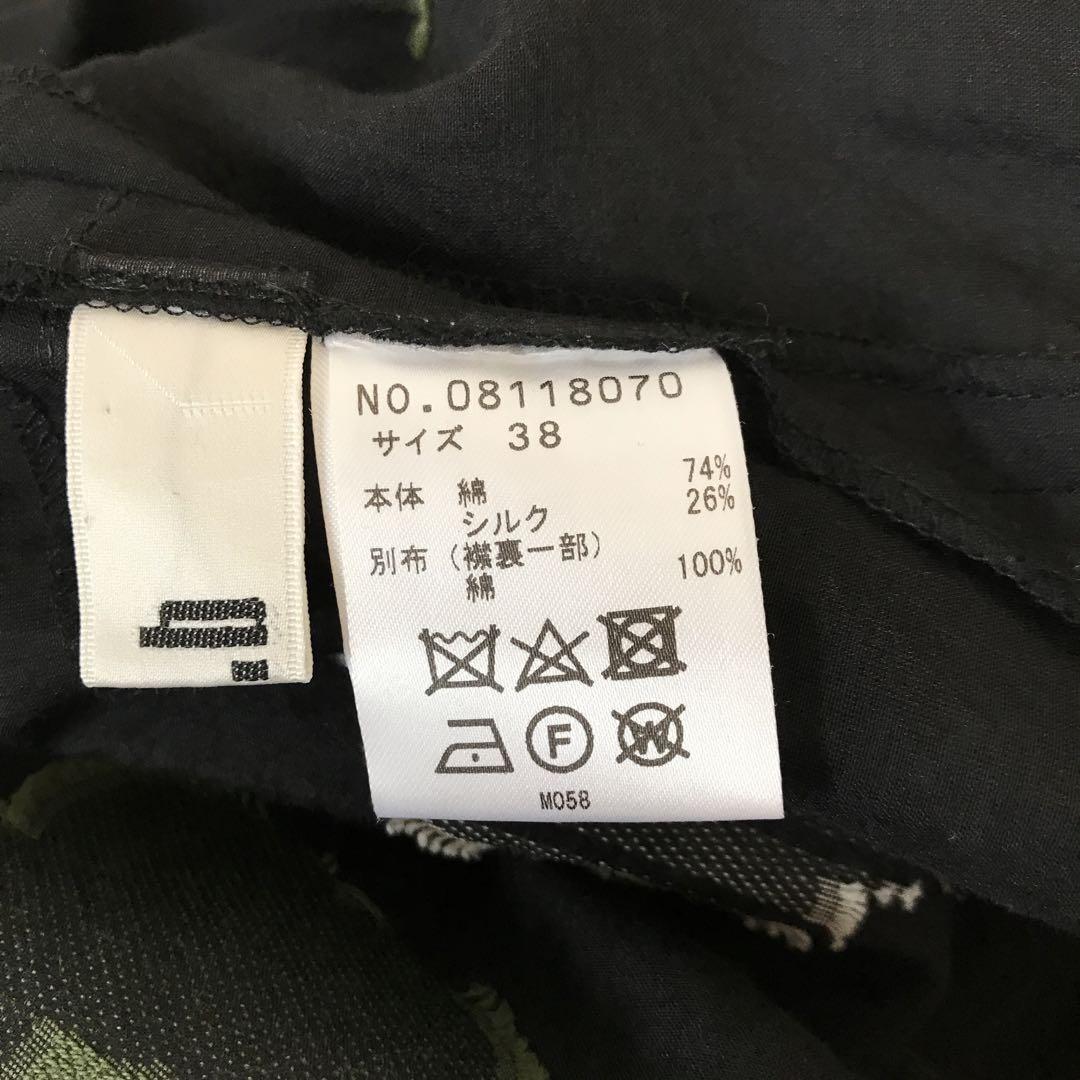 NO.08118070
サイズ 38
本体 綿 74%
シルク 26%
別布(襟裏一部)
綿 100%
F
W
M058